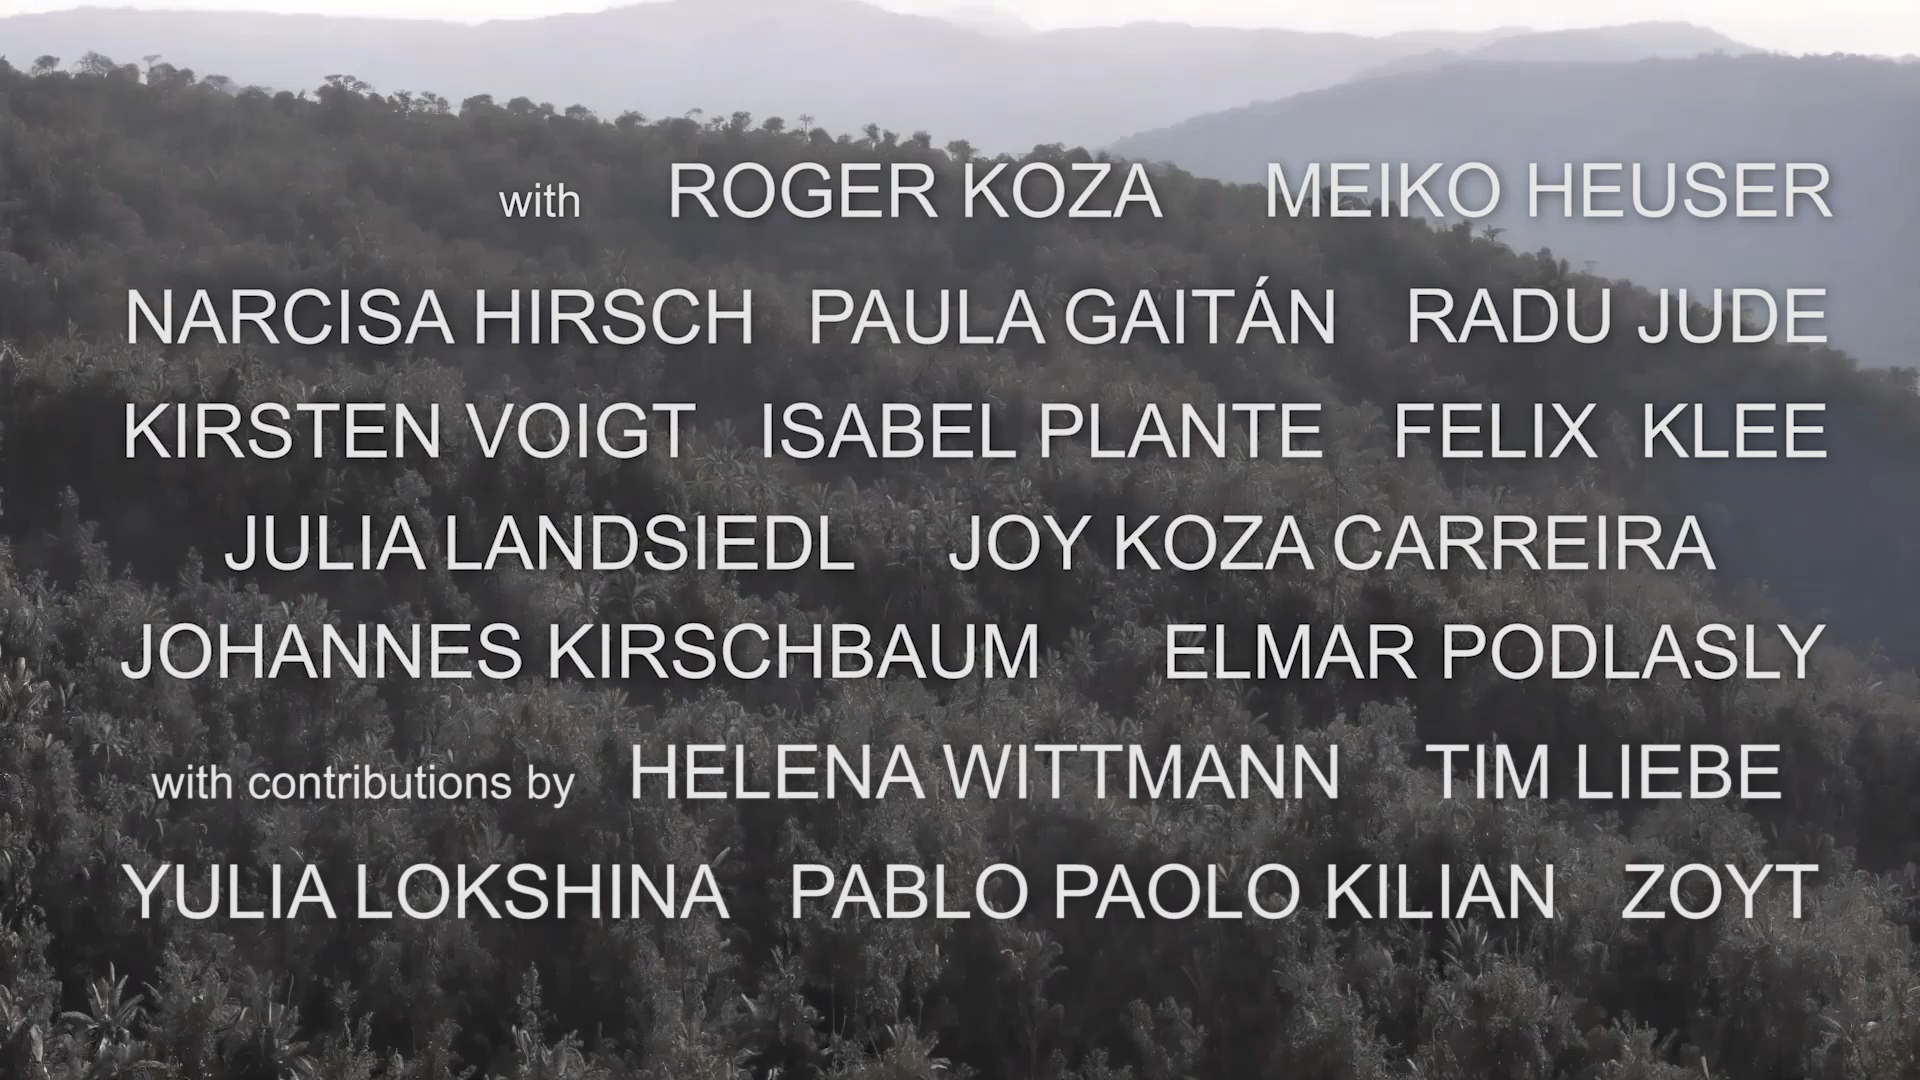 with ROGER KOZA MEIKO HEUSER
NARCISA HIRSCH PAULA GAITÁN RADU JUDE
KIRSTEN VOIGT ISABEL PLANTE FELIX KLEE
JULIA LANDSIEDL JOY KOZA CARREIRA
JOHANNES KIRSCHBAUM ELMAR PODLASLY
with contributions by HELENA WITTMANN TIM LIEBE
YULIA LOKSHINA PABLO PAOLO KILIAN ZOYT